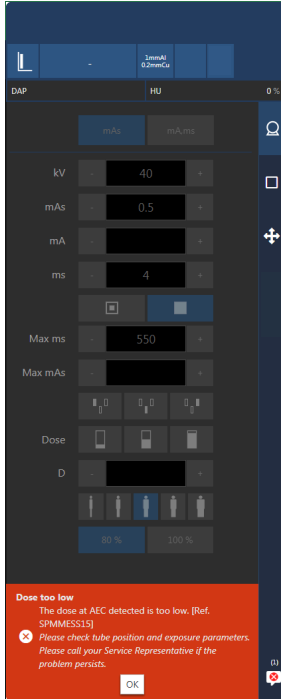 -
1mmAl
0.2mmCu
DAP HU 0 %
mAs mA.ms
kV - 40 +
mAs - 0.5 +
mA - +
ms - 4 +
Max ms - 550 +
Max mAs - +
Dose
D - +
80 % 100 %
Dose too low
The dose at AEC detected is too low. [Ref.
SPMMESS15]
Please check tube position and exposure parameters.
Please call your Service Representative if the
problem persists.
(1)
OK